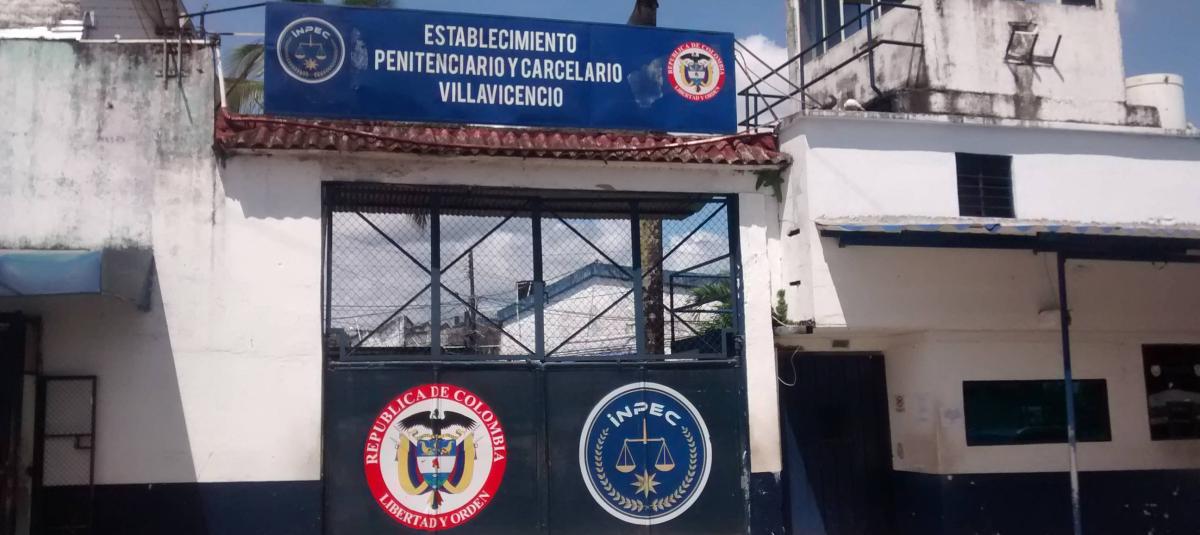 INPEC
ESTABLECIMIENTO
PENITENCIARIO Y CARCELARIO
VILLAVICENCIO
REPUBLICA DE COLOMBIA
LIBERTAD Y ORDEN
REPUBLICA DE COLOMBIA
LIBERTAD Y ORDEN
INPEC